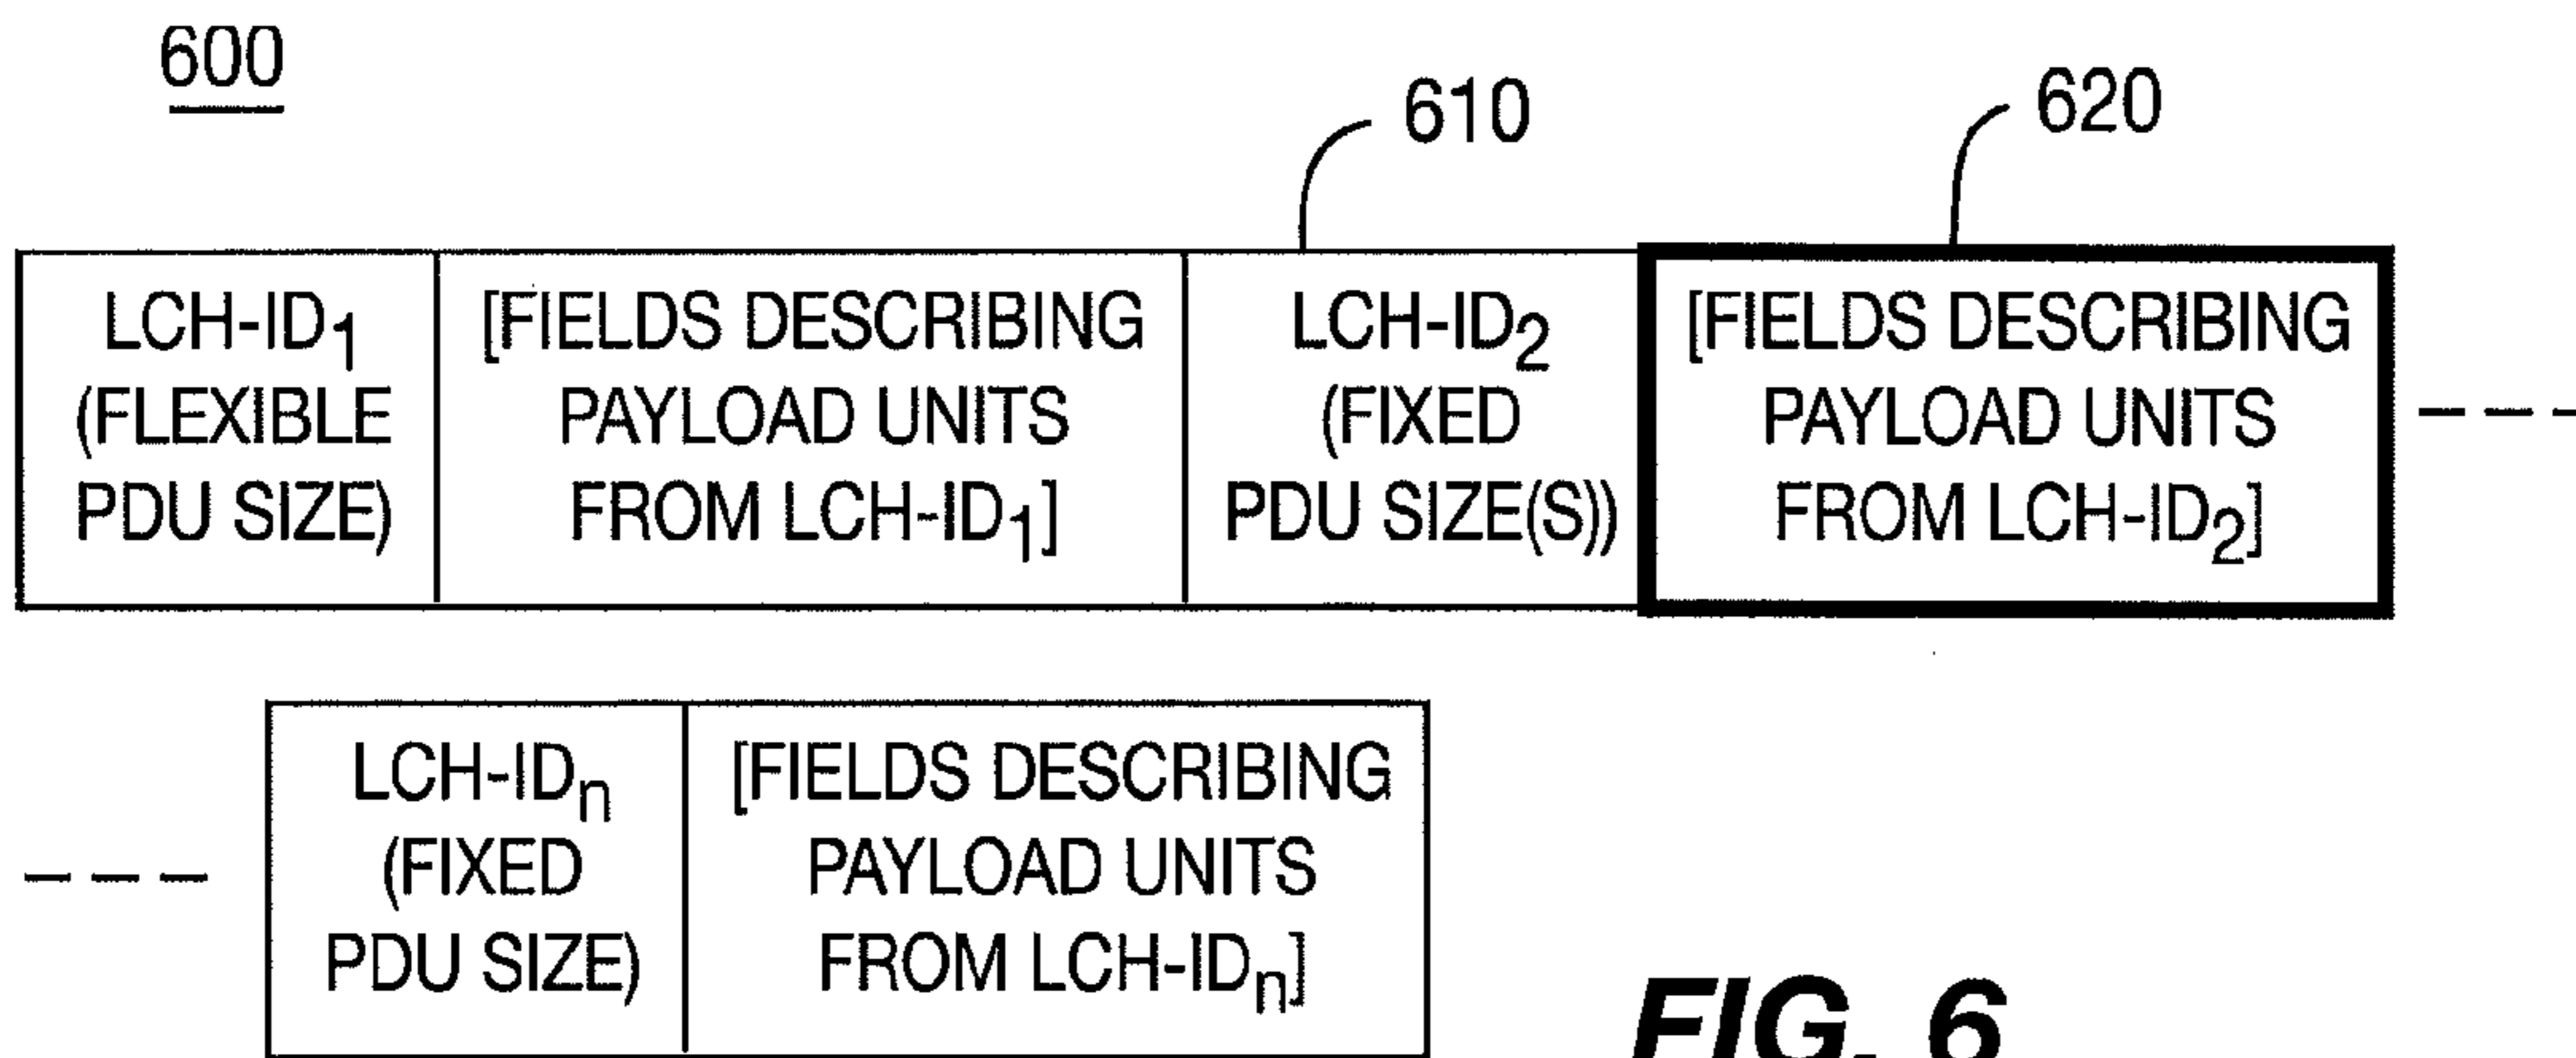 600
610
620
LCH-ID1
(FLEXIBLE
PDU SIZE)
[FIELDS DESCRIBING
PAYLOAD UNITS
FROM LCH-ID1]
LCH-ID2
(FIXED
PDU SIZE(S))
[FIELDS DESCRIBING
PAYLOAD UNITS
FROM LCH-ID2]
LCH-IDn
(FIXED
PDU SIZE)
[FIELDS DESCRIBING
PAYLOAD UNITS
FROM LCH-IDn]
FIG. 6